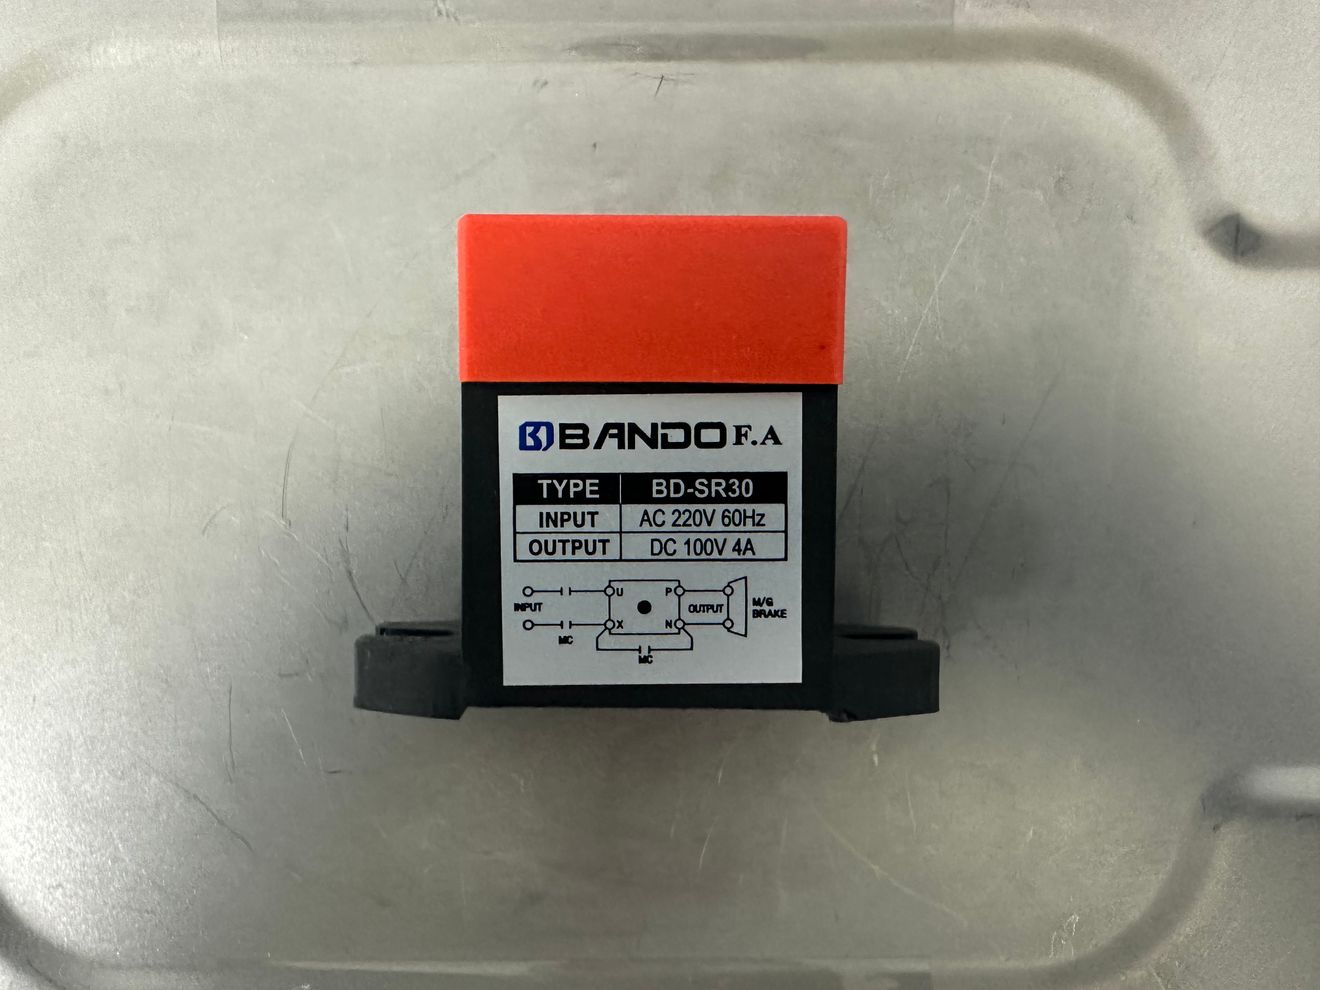 BANDO F.A
TYPE BD-SR30
INPUT AC 220V 60Hz
OUTPUT DC 100V 4A
U P
INPUT OUTPUT M/G
BRAKE
X N
MC
MC